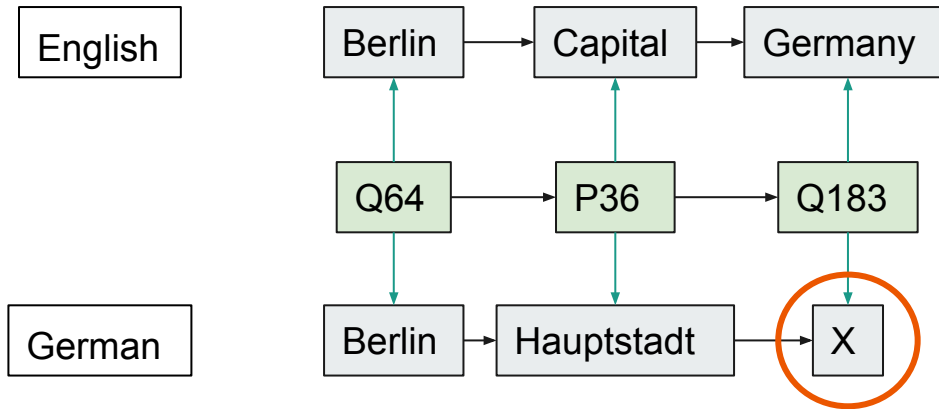 English
Berlin
Capital
Germany
Q64
P36
Q183
German
Berlin
Hauptstadt
X